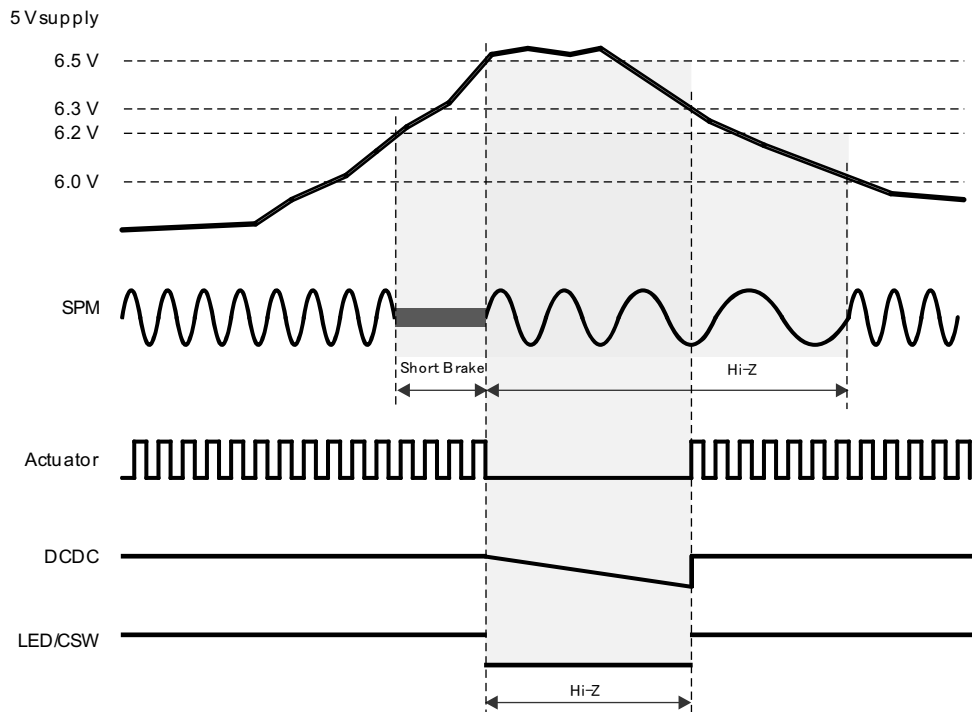 5 V supply
6.5 V
6.3 V
6.2 V
6.0 V
SPM
Short Brake
Hi-Z
Actuator
DCDC
LED/CSW
Hi-Z